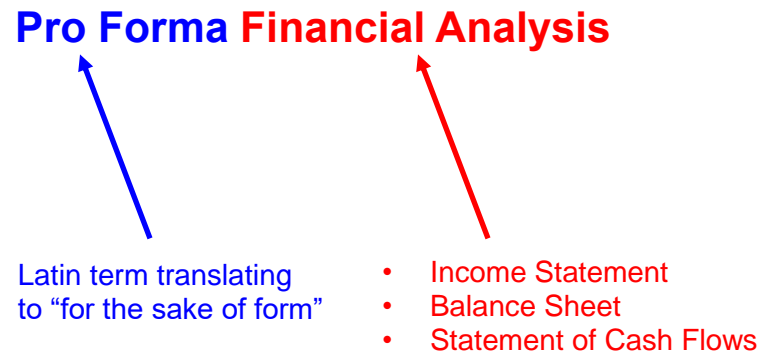 Pro Forma Financial Analysis
Latin term translating
to “for the sake of form”
• Income Statement
• Balance Sheet
• Statement of Cash Flows